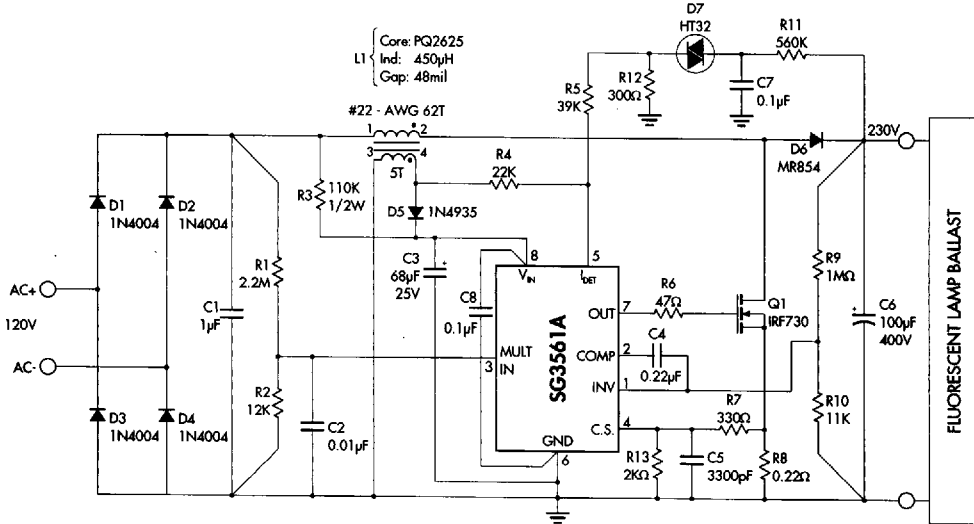 D7
HT32
R11
560K
Core: PQ2625
L1 Ind: 450µH
Gap: 48mil
R12
300Ω
C7
0.1µF
R5
39K
#22 - AWG 62T
1 2
3 4
5T
230V
D6
MR854
R4
22K
R3 110K
1/2W
D5 1N4935
D1
1N4004
D2
1N4004
R1
2.2M
C3
68µF
25V
+
8
V_IN
5
I_DET
R9
1MΩ
C8
0.1µF
R6
47Ω
Q1
IRF730
OUT 7
AC+
120V
AC-
C1
1µF
C6
100µF
400V
+
MULT
IN
3
SG3561A
COMP 2
C4
0.22µF
INV 1
FLUORESCENT LAMP BALLAST
R2
12K
C2
0.01µF
D3
1N4004
D4
1N4004
C.S. 4
R7
330Ω
R10
11K
GND
6
R13
2KΩ
C5
3300pF
R8
0.22Ω